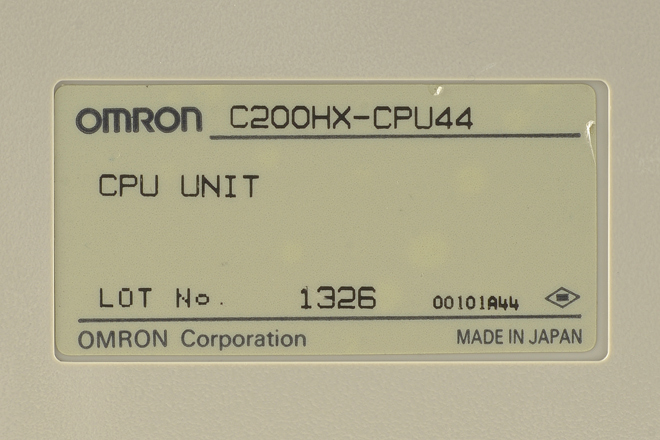 OMRON C200HX-CPU44
CPU UNIT
LOT No. 1326 00101A44
OMRON Corporation MADE IN JAPAN